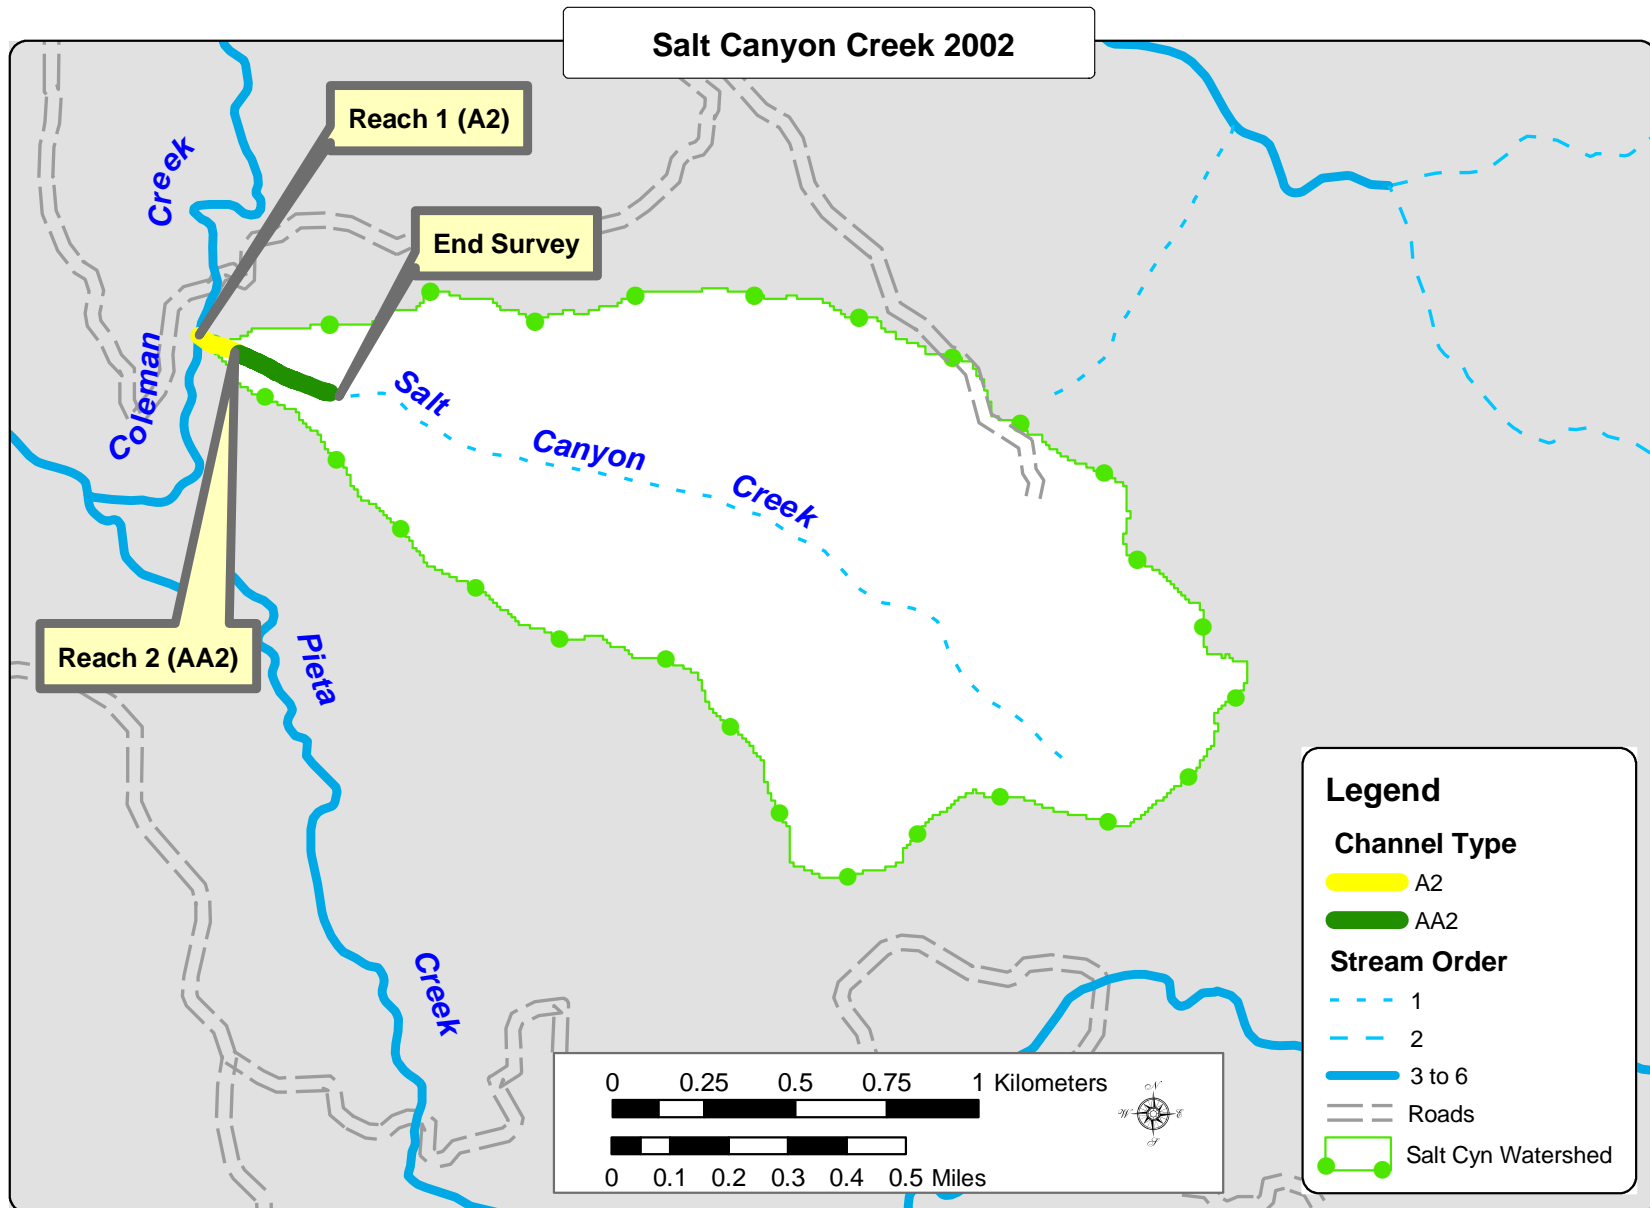 Salt Canyon Creek 2002
Reach 1 (A2)
Creek
End Survey
Coleman
Salt
Canyon
Creek
Reach 2 (AA2)
Pieta
Creek
Legend
Channel Type
A2
AA2
Stream Order
1
2
3 to 6
Roads
Salt Cyn Watershed
0 0.25 0.5 0.75 1 Kilometers
0 0.1 0.2 0.3 0.4 0.5 Miles
N
W E
S